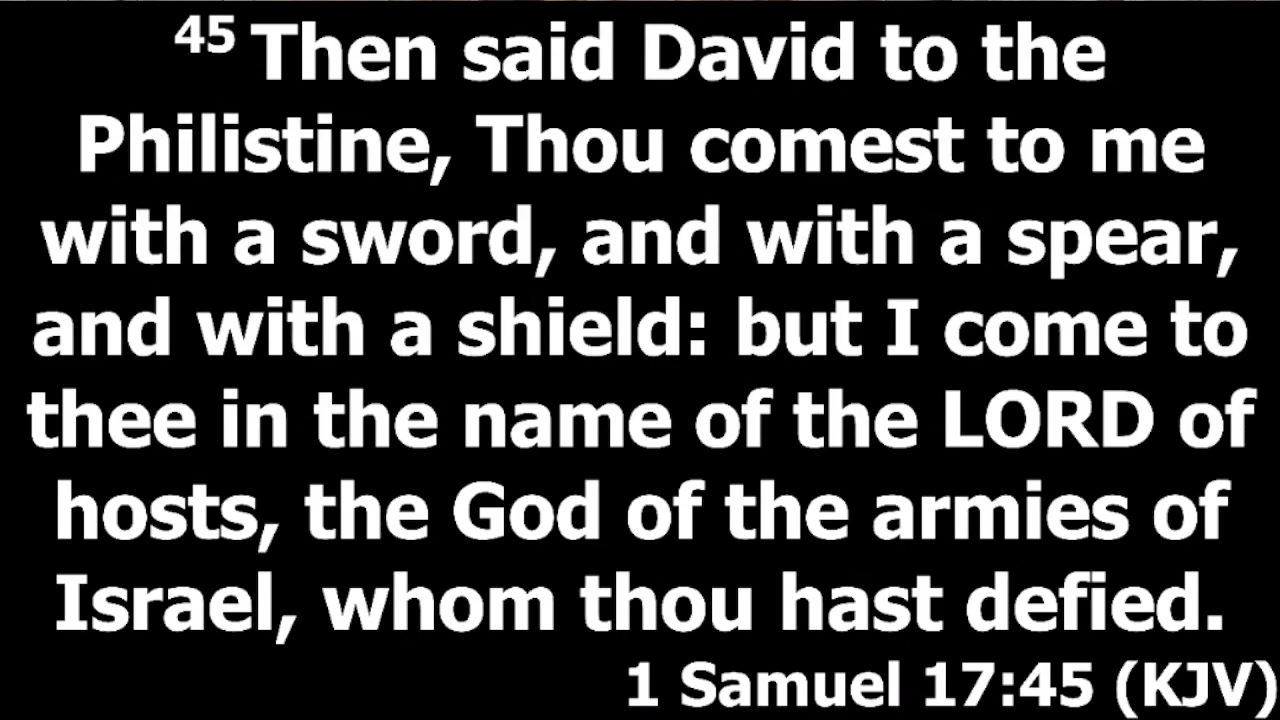 45 Then said David to the
Philistine, Thou comest to me
with a sword, and with a spear,
and with a shield: but I come to
thee in the name of the LORD of
hosts, the God of the armies of
Israel, whom thou hast defied.
1 Samuel 17:45 (KJV)